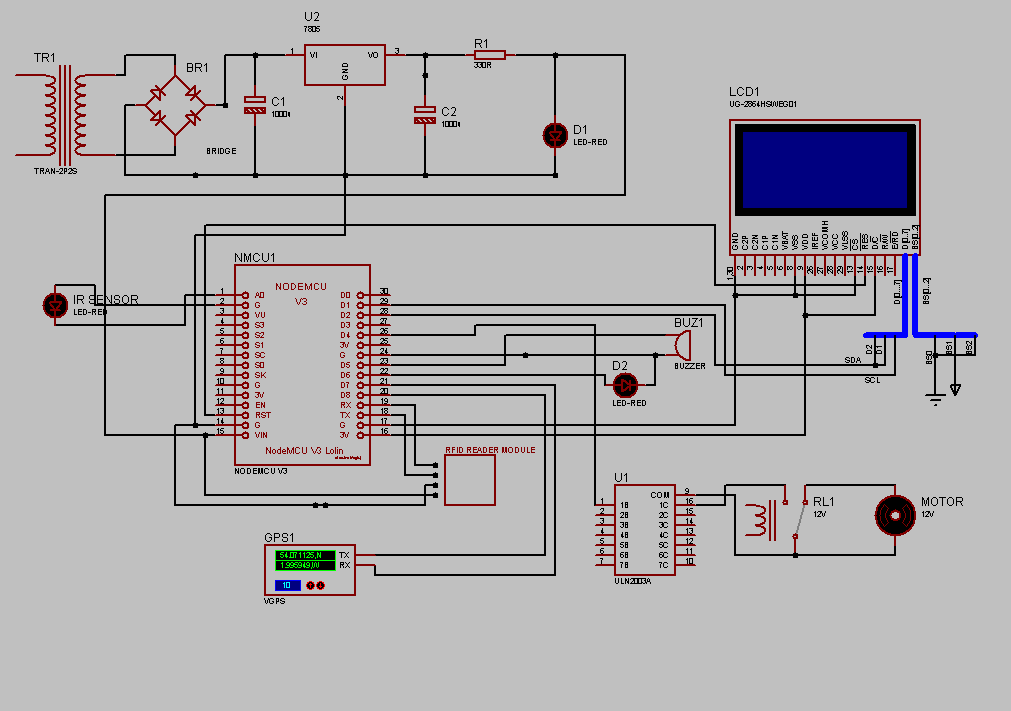 U2
7805
TR1
TRAN-2P2S
BR1
BRIDGE
1
VI
VO
3
GND
2
C1
1000u
C2
1000u
R1
330R
D1
LED-RED
LCD1
UG-2864HSWEG01
GND
C2P
C2N
C1P
C1N
VBAT
VSS
VDD
IREF
VCOMH
VCC
VLSS
CS
RES
D/C
R/W
E/RD
D[0..7]
BS[0..2]
1,30
2
3
4
5
6
8
9
26
27
28
29
13
14
15
16
17
D[0....7]
BS[0...2]
D2
D1
BS0
BS1
BS2
SDA
SCL
NMCU1
NODEMCU
V3
1 A0
2 G
3 VU
4 S3
5 S2
6 S1
7 SC
8 S0
9 SK
10 G
11 3V
12 EN
13 RST
14 G
15 VIN
D0 30
D1 29
D2 28
D3 27
D4 26
3V 25
G 24
D5 23
D6 22
D7 21
D8 20
RX 19
TX 18
G 17
3V 16
NodeMCU V3 Lolin
NODEMCU V3
IR SENSOR
LED-RED
BUZ1
BUZZER
D2
LED-RED
RFID READER MODULE
GPS1
54.071125,N
1.995949,W
10
TX
RX
VGPS
U1
COM 9
1 1B
1C 16
2 2B
2C 15
3 3B
3C 14
4 4B
4C 13
5 5B
5C 12
6 6B
6C 11
7 7B
7C 10
ULN2003A
RL1
12V
MOTOR
12V